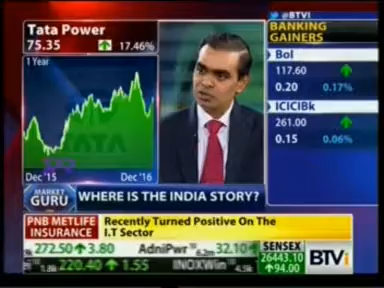 @BTVI
Tata Power
75.35 17.46%
1 Year
TATA
Dec '15 Dec '16
BANKING
GAINERS
BoI
117.60
0.20 0.17%
ICICIBk
261.00
0.15 0.06%
MARKET
GURU
WHERE IS THE INDIA STORY?
PNB METLIFE
INSURANCE
Recently Turned Positive On The
I.T Sector
272.50 3.80 AdniPwr 32.10
220.40 1.55 INOXWim
SENSEX
26443.10
94.00
BTVi